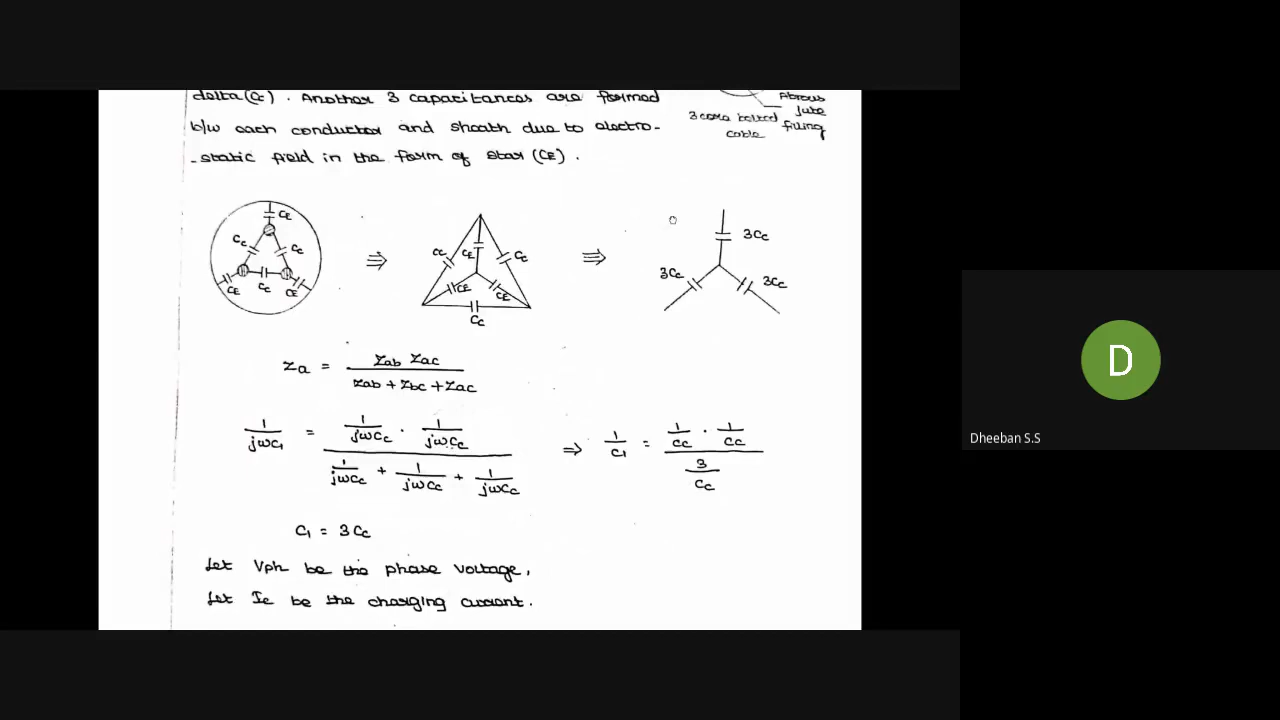 delta (Cc). Another 3 capacitances are formed
b/w each conductor and sheath due to electro-
-static field in the form of star (CE).
Fibrous
jute
filling
3 core belted
cable
CE
Cc
Cc
CE
Cc
CE
⇒
Cc
CE
Cc
CE
CE
Cc
⇒
3Cc
3Cc
3Cc
Za = Zab Zac / Zab + Zbc + Zac
1/jωC1 = 1/jωCc . 1/jωCc / 1/jωCc + 1/jωCc + 1/jωCc ⇒ 1/C1 = 1/Cc . 1/Cc / 3/Cc
C1 = 3Cc
Let Vph be the phase voltage,
Let Ic be the charging current.
D
Dheeban S.S